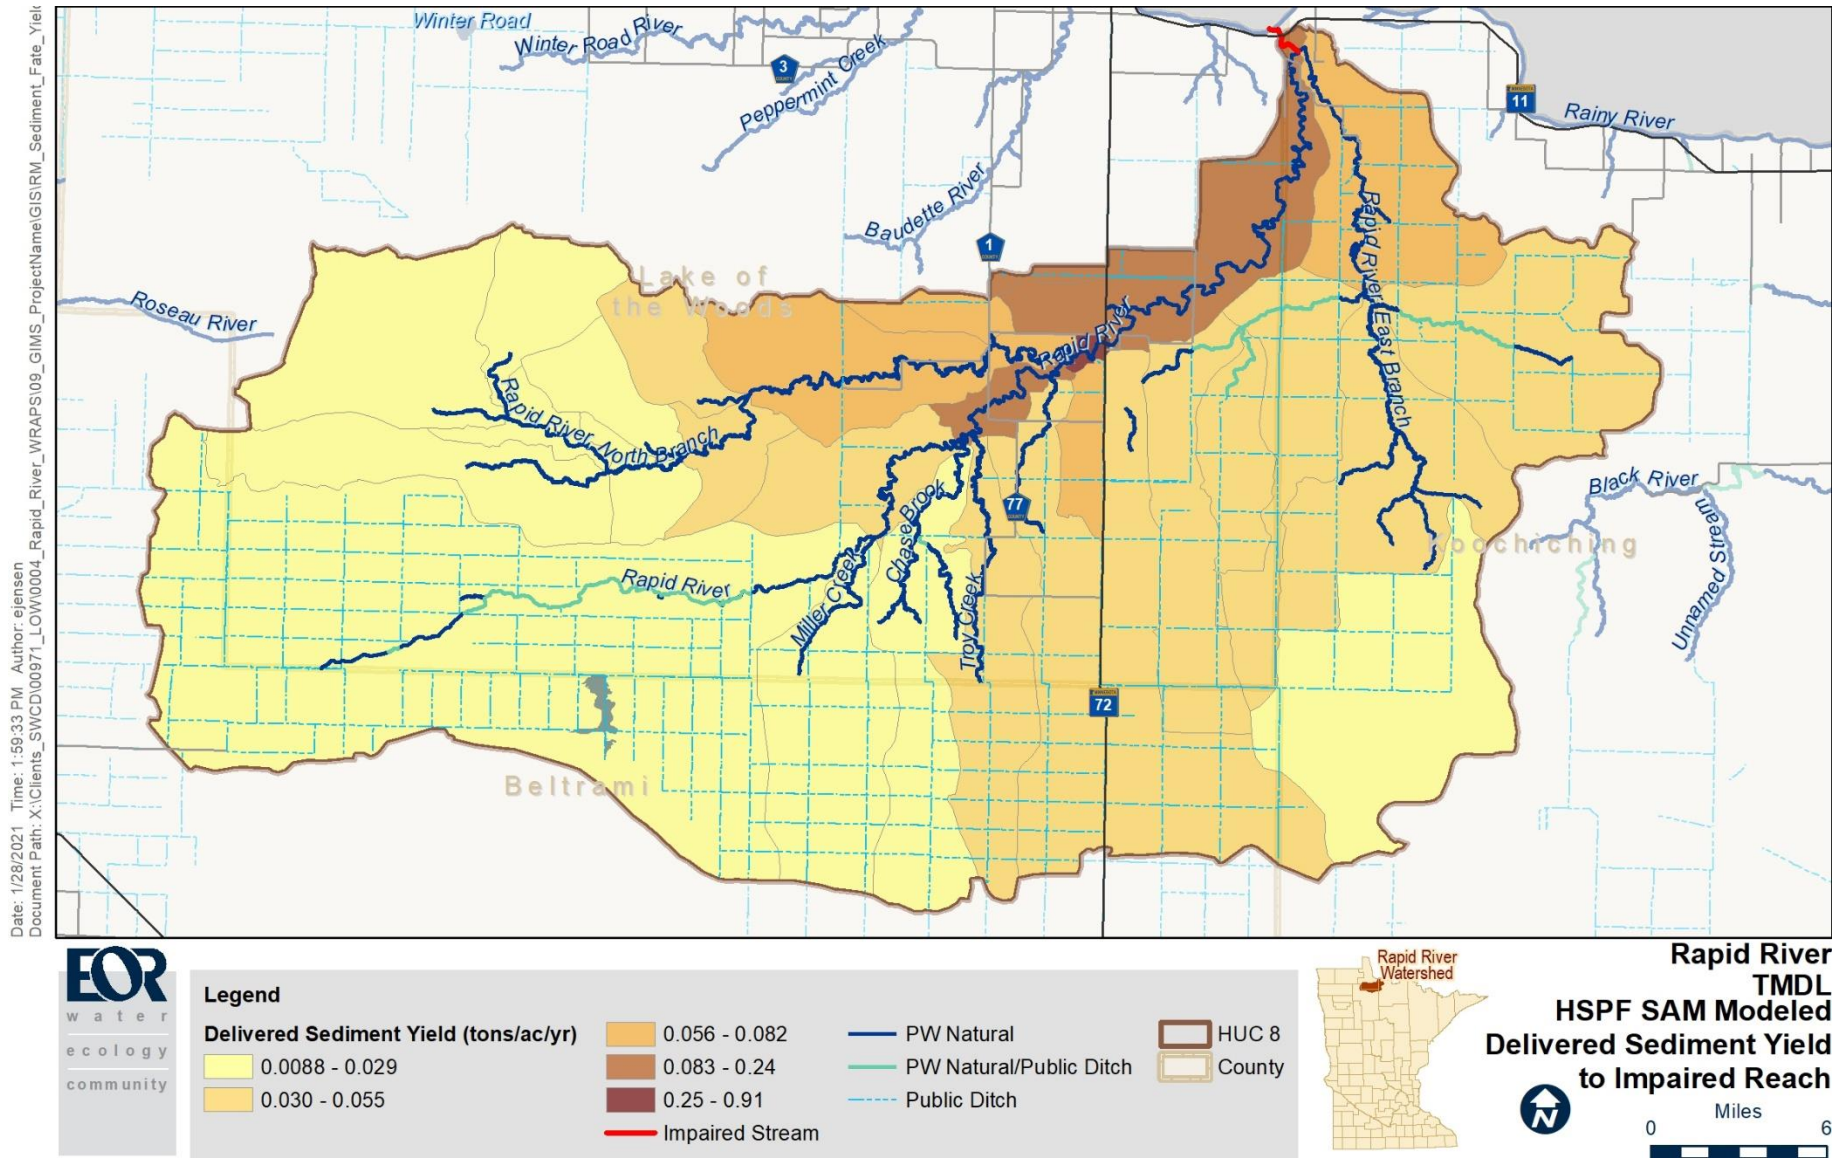 Date: 1/28/2021 Time: 1:59:33 PM Author: ejensen
Document Path: X:\Clients_SWCD\00971_LOW\0004_Rapid_River_WRAPS\09_GIMS_ProjectName\GIS\RM_Sediment_Fate_Yield
Winter Road
Winter Road River
3
COUNTY
Peppermint Creek
MINNESOTA
11
Rainy River
Baudette River
1
COUNTY
Lake of
the Woods
Roseau River
Rapid River
Rapid River, East Branch
Rapid River, North Branch
Black River
Chase Brook
77
COUNTY
Koochiching
Unnamed Stream
Rapid River
Miller Creek
Troy Creek
MINNESOTA
72
Beltrami
EOR
water
ecology
community
Legend
Delivered Sediment Yield (tons/ac/yr)
0.0088 - 0.029
0.030 - 0.055
0.056 - 0.082
0.083 - 0.24
0.25 - 0.91
Impaired Stream
PW Natural
PW Natural/Public Ditch
Public Ditch
HUC 8
County
Rapid River
Watershed
Rapid River
TMDL
HSPF SAM Modeled
Delivered Sediment Yield
to Impaired Reach
N
Miles
0 6